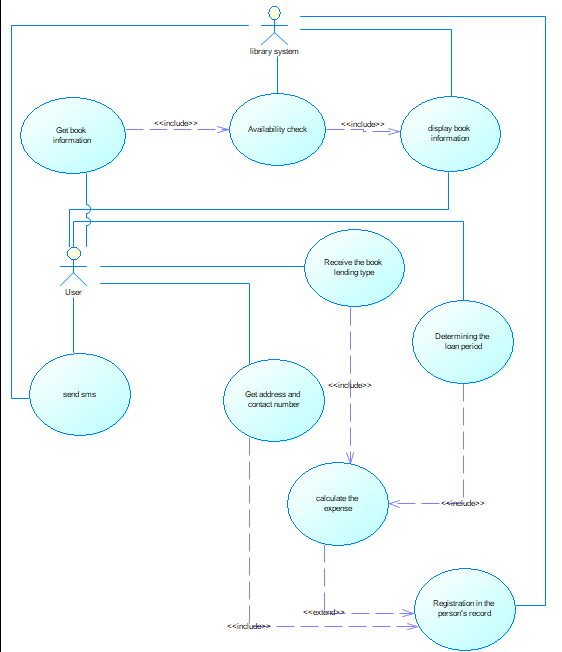 library system
Get book
information
<<include>>
Availability check
<<include>>
display book
information
User
Receive the book
lending type
Determining the
loan period
send sms
Get address and
contact number
<<include>>
calculate the
expense
<<include>>
Registration in the
person's record
<<extend>>
<<include>>